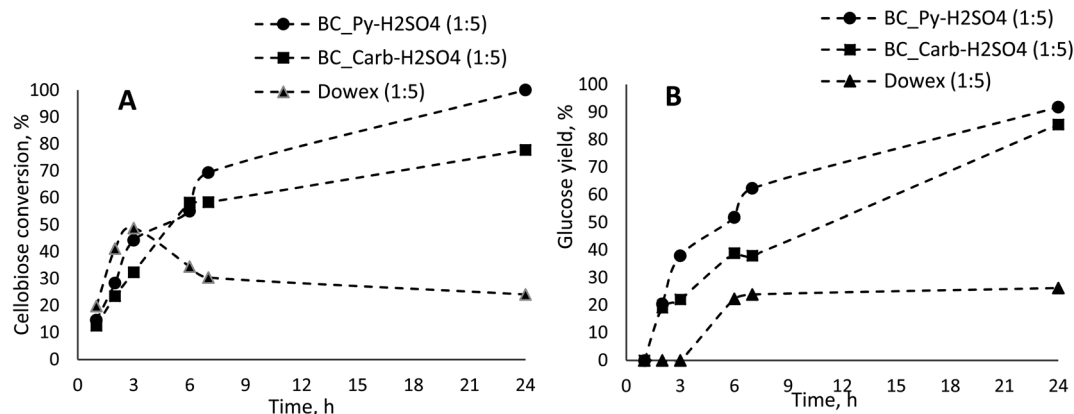 BC_Py-H2SO4 (1:5)
BC_Carb-H2SO4 (1:5)
Dowex (1:5)
A
Cellobiose conversion, %
100
90
80
70
60
50
40
30
20
10
0
0 3 6 9 12 15 18 21 24
Time, h
BC_Py-H2SO4 (1:5)
BC_Carb-H2SO4 (1:5)
Dowex (1:5)
B
Glucose yield, %
100
90
80
70
60
50
40
30
20
10
0
0 3 6 9 12 15 18 21 24
Time, h